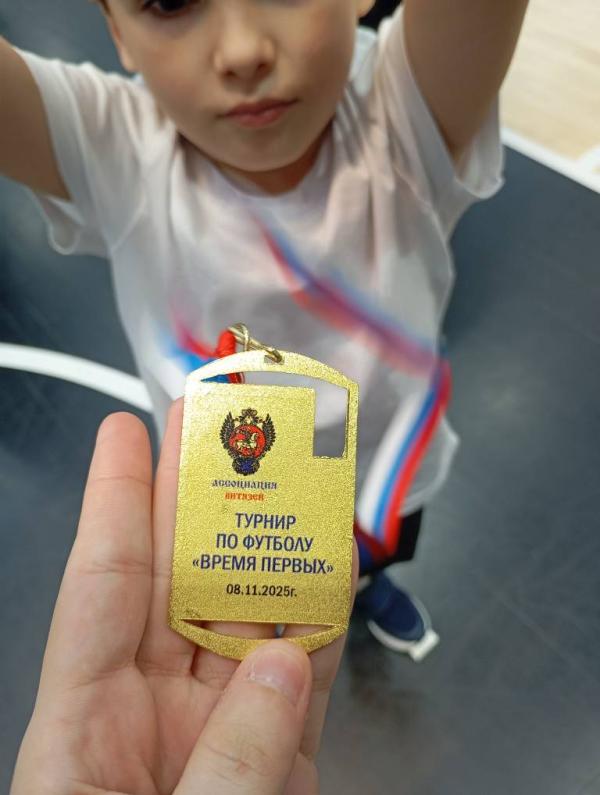 АССОЦИАЦИЯ
ВИТЯЗЕЙ
ТУРНИР
ПО ФУТБОЛУ
«ВРЕМЯ ПЕРВЫХ»
08.11.2025г.